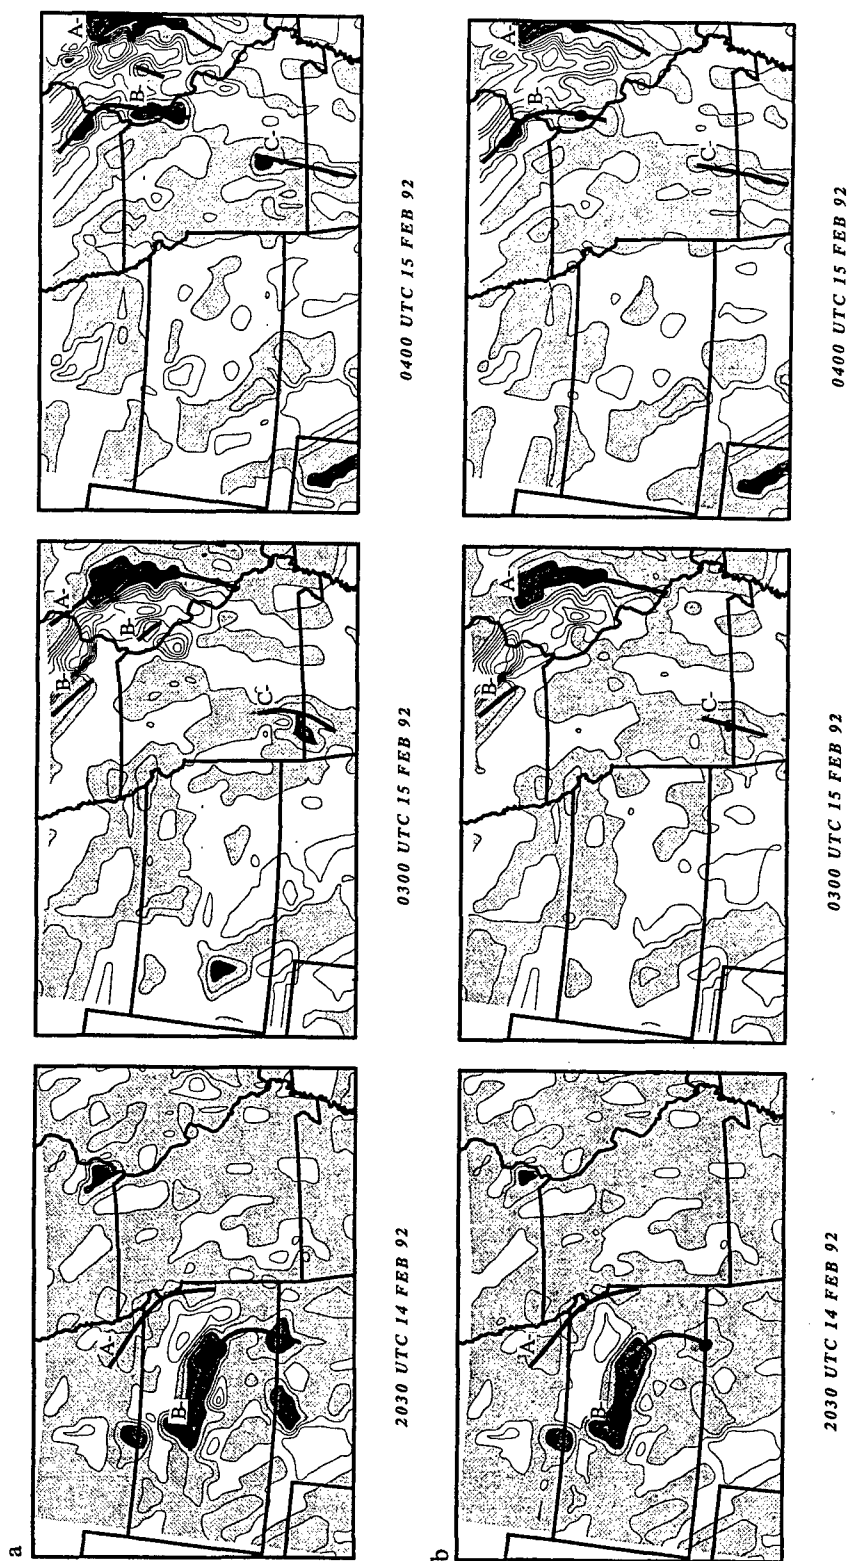 a
A-
B-
2030 UTC 14 FEB 92
A-
B-
B-
C-
0300 UTC 15 FEB 92
A-
B-
C-
0400 UTC 15 FEB 92
b
A-
B
2030 UTC 14 FEB 92
A
B-
C-
0300 UTC 15 FEB 92
A-
B-
C-
0400 UTC 15 FEB 92